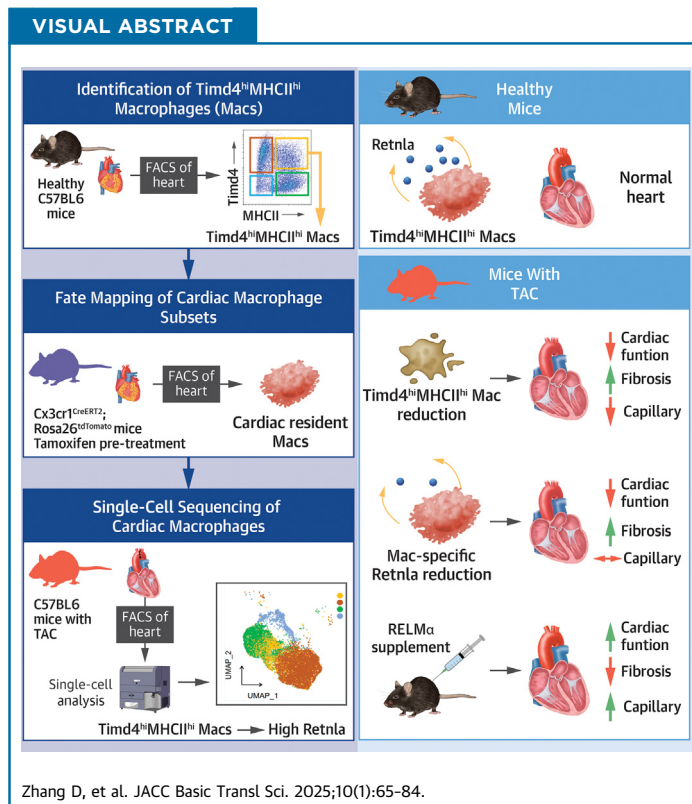 VISUAL ABSTRACT
Identification of Timd4hiMHCIIhi
Macrophages (Macs)
Healthy
C57BL6
mice
FACS of
heart
Timd4
MHCII
Timd4hiMHCIIhi Macs
Fate Mapping of Cardiac Macrophage
Subsets
FACS of
heart
Cx3cr1CreERT2;
Rosa26tdTomato mice
Tamoxifen pre-treatment
Cardiac resident
Macs
Single-Cell Sequencing of
Cardiac Macrophages
C57BL6
mice with
TAC
FACS of
heart
Single-cell
analysis
UMAP_2
UMAP_1
Timd4hiMHCIIhi Macs
High Retnla
Healthy
Mice
Retnla
Timd4hiMHCIIhi Macs
Normal
heart
Mice With
TAC
Timd4hiMHCIIhi Mac
reduction
Cardiac
funtion
Fibrosis
Capillary
Mac-specific
Retnla reduction
Cardiac
funtion
Fibrosis
Capillary
RELMα
supplement
Cardiac
funtion
Fibrosis
Capillary
Zhang D, et al. JACC Basic Transl Sci. 2025;10(1):65–84.